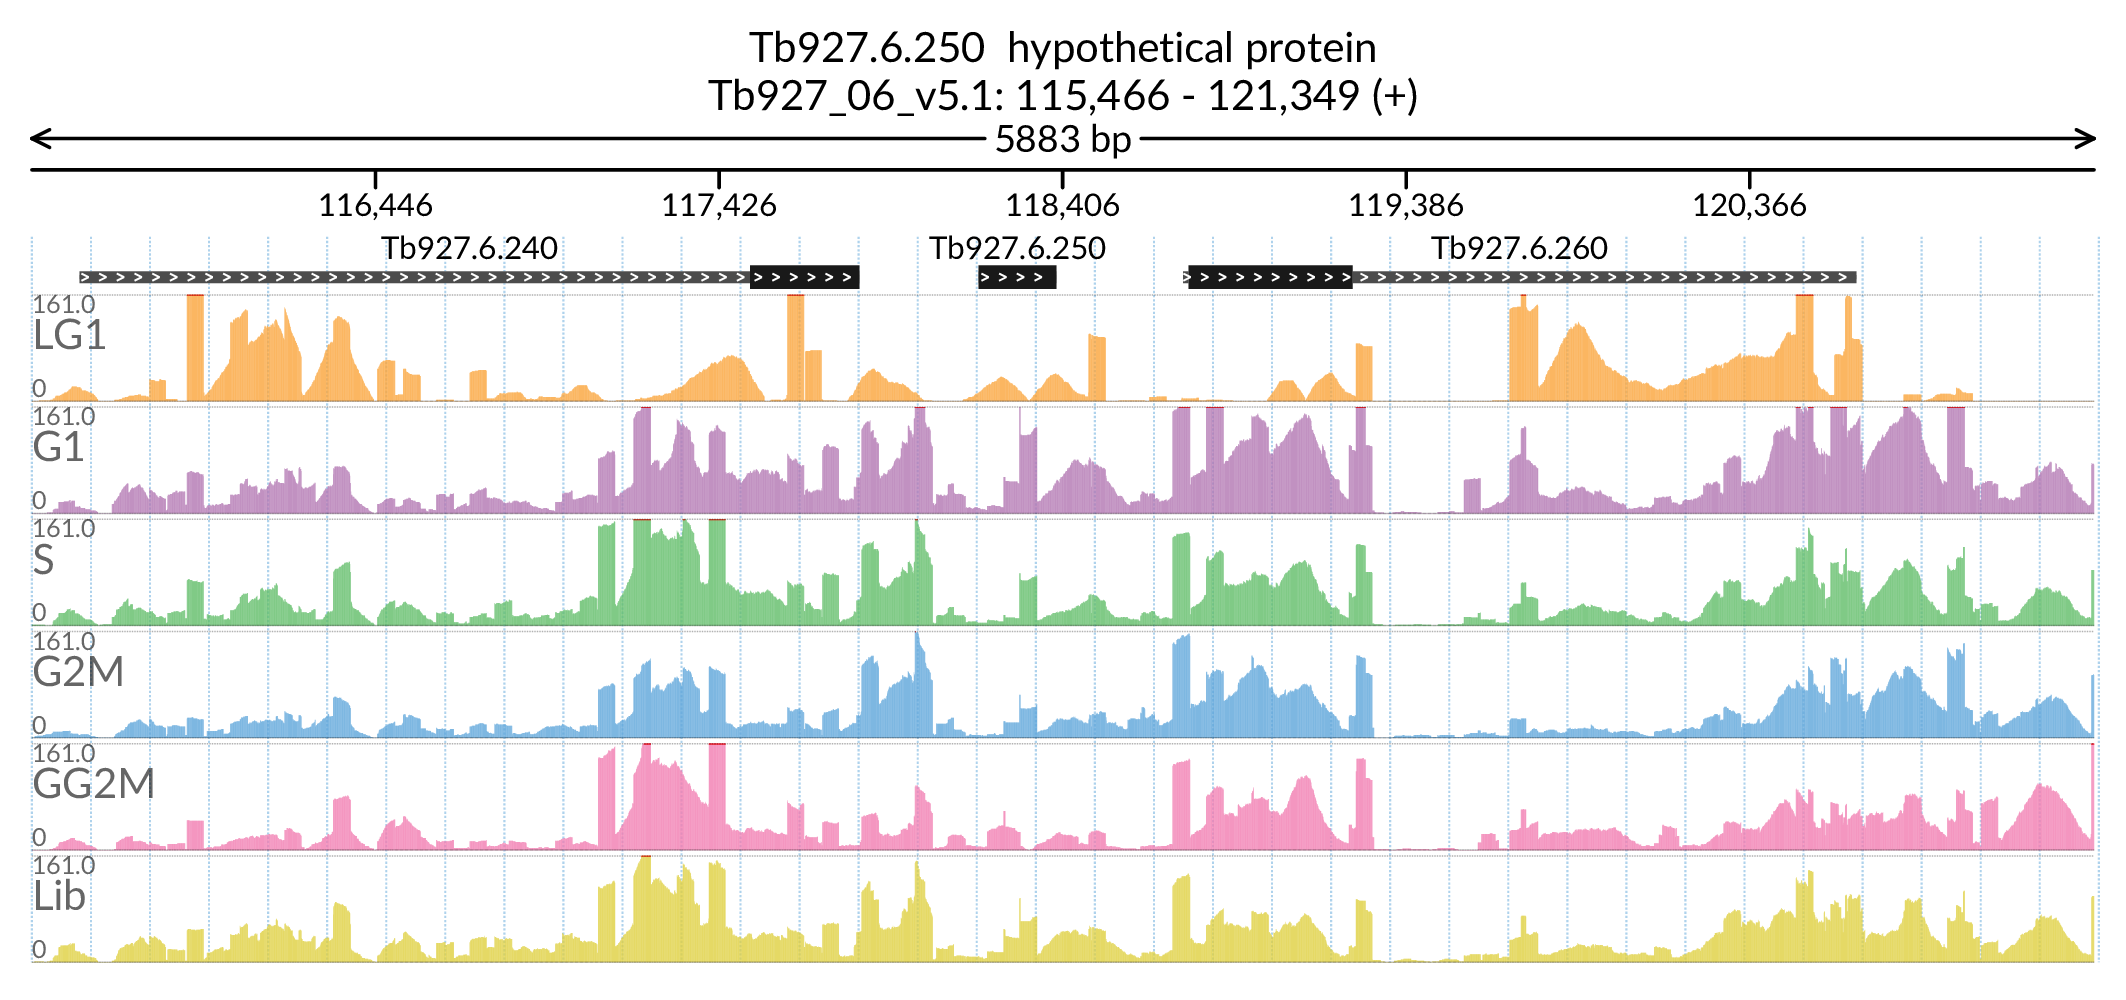 Tb927.6.250 hypothetical protein
Tb927_06_v5.1: 115,466 - 121,349 (+)
5883 bp
116,446 117,426 118,406 119,386 120,366
Tb927.6.240 Tb927.6.250 Tb927.6.260
161.0
LG1
0
161.0
G1
0
161.0
S
0
161.0
G2M
0
161.0
GG2M
0
161.0
Lib
0